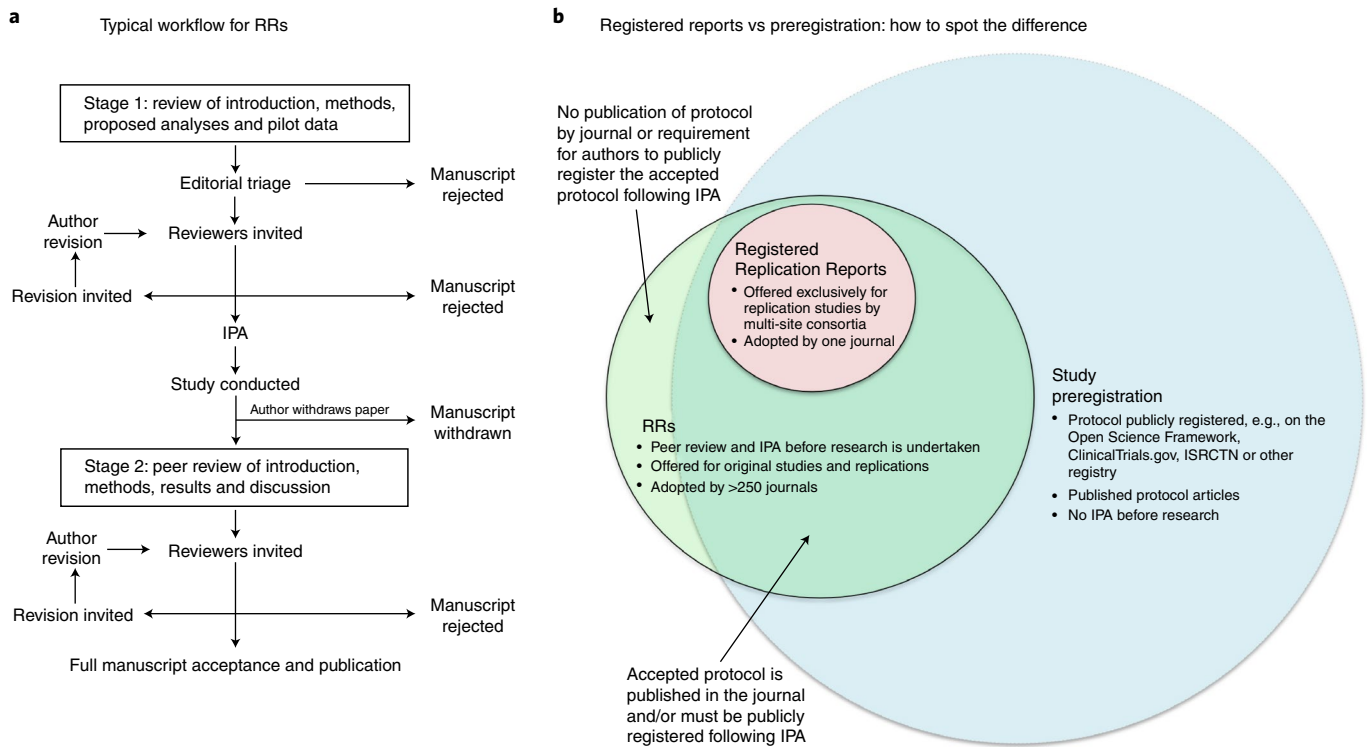 a
Typical workflow for RRs
Stage 1: review of introduction, methods,
proposed analyses and pilot data
Editorial triage
Manuscript
rejected
Author
revision
Reviewers invited
Revision invited
Manuscript
rejected
IPA
Study conducted
Author withdraws paper
Manuscript
withdrawn
Stage 2: peer review of introduction,
methods, results and discussion
Author
revision
Reviewers invited
Revision invited
Manuscript
rejected
Full manuscript acceptance and publication
b
Registered reports vs preregistration: how to spot the difference
No publication of protocol
by journal or requirement
for authors to publicly
register the accepted
protocol following IPA
Registered
Replication Reports
• Offered exclusively for
replication studies by
multi-site consortia
• Adopted by one journal
RRs
• Peer review and IPA before research is undertaken
• Offered for original studies and replications
• Adopted by >250 journals
Study
preregistration
• Protocol publicly registered, e.g., on the
Open Science Framework,
ClinicalTrials.gov, ISRCTN or other
registry
• Published protocol articles
• No IPA before research
Accepted protocol is
published in the journal
and/or must be publicly
registered following IPA